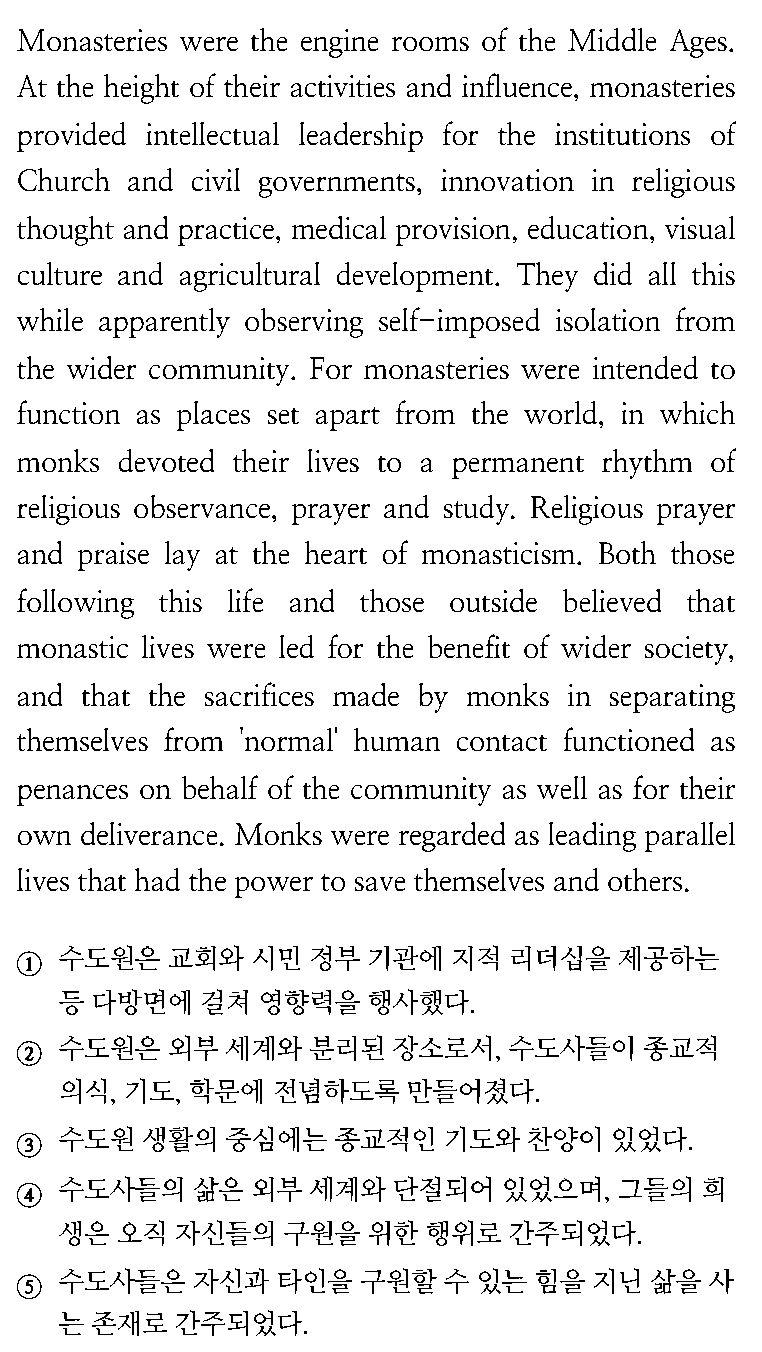 Monasteries were the engine rooms of the Middle Ages.
At the height of their activities and influence, monasteries
provided intellectual leadership for the institutions of
Church and civil governments, innovation in religious
thought and practice, medical provision, education, visual
culture and agricultural development. They did all this
while apparently observing self-imposed isolation from
the wider community. For monasteries were intended to
function as places set apart from the world, in which
monks devoted their lives to a permanent rhythm of
religious observance, prayer and study. Religious prayer
and praise lay at the heart of monasticism. Both those
following this life and those outside believed that
monastic lives were led for the benefit of wider society,
and that the sacrifices made by monks in separating
themselves from 'normal' human contact functioned as
penances on behalf of the community as well as for their
own deliverance. Monks were regarded as leading parallel
lives that had the power to save themselves and others.
① 수도원은 교회와 시민 정부 기관에 지적 리더십을 제공하는
등 다방면에 걸쳐 영향력을 행사했다.
② 수도원은 외부 세계와 분리된 장소로서, 수도사들이 종교적
의식, 기도, 학문에 전념하도록 만들어졌다.
③ 수도원 생활의 중심에는 종교적인 기도와 찬양이 있었다.
④ 수도사들의 삶은 외부 세계와 단절되어 있었으며, 그들의 희
생은 오직 자신들의 구원을 위한 행위로 간주되었다.
⑤ 수도사들은 자신과 타인을 구원할 수 있는 힘을 지닌 삶을 사
는 존재로 간주되었다.